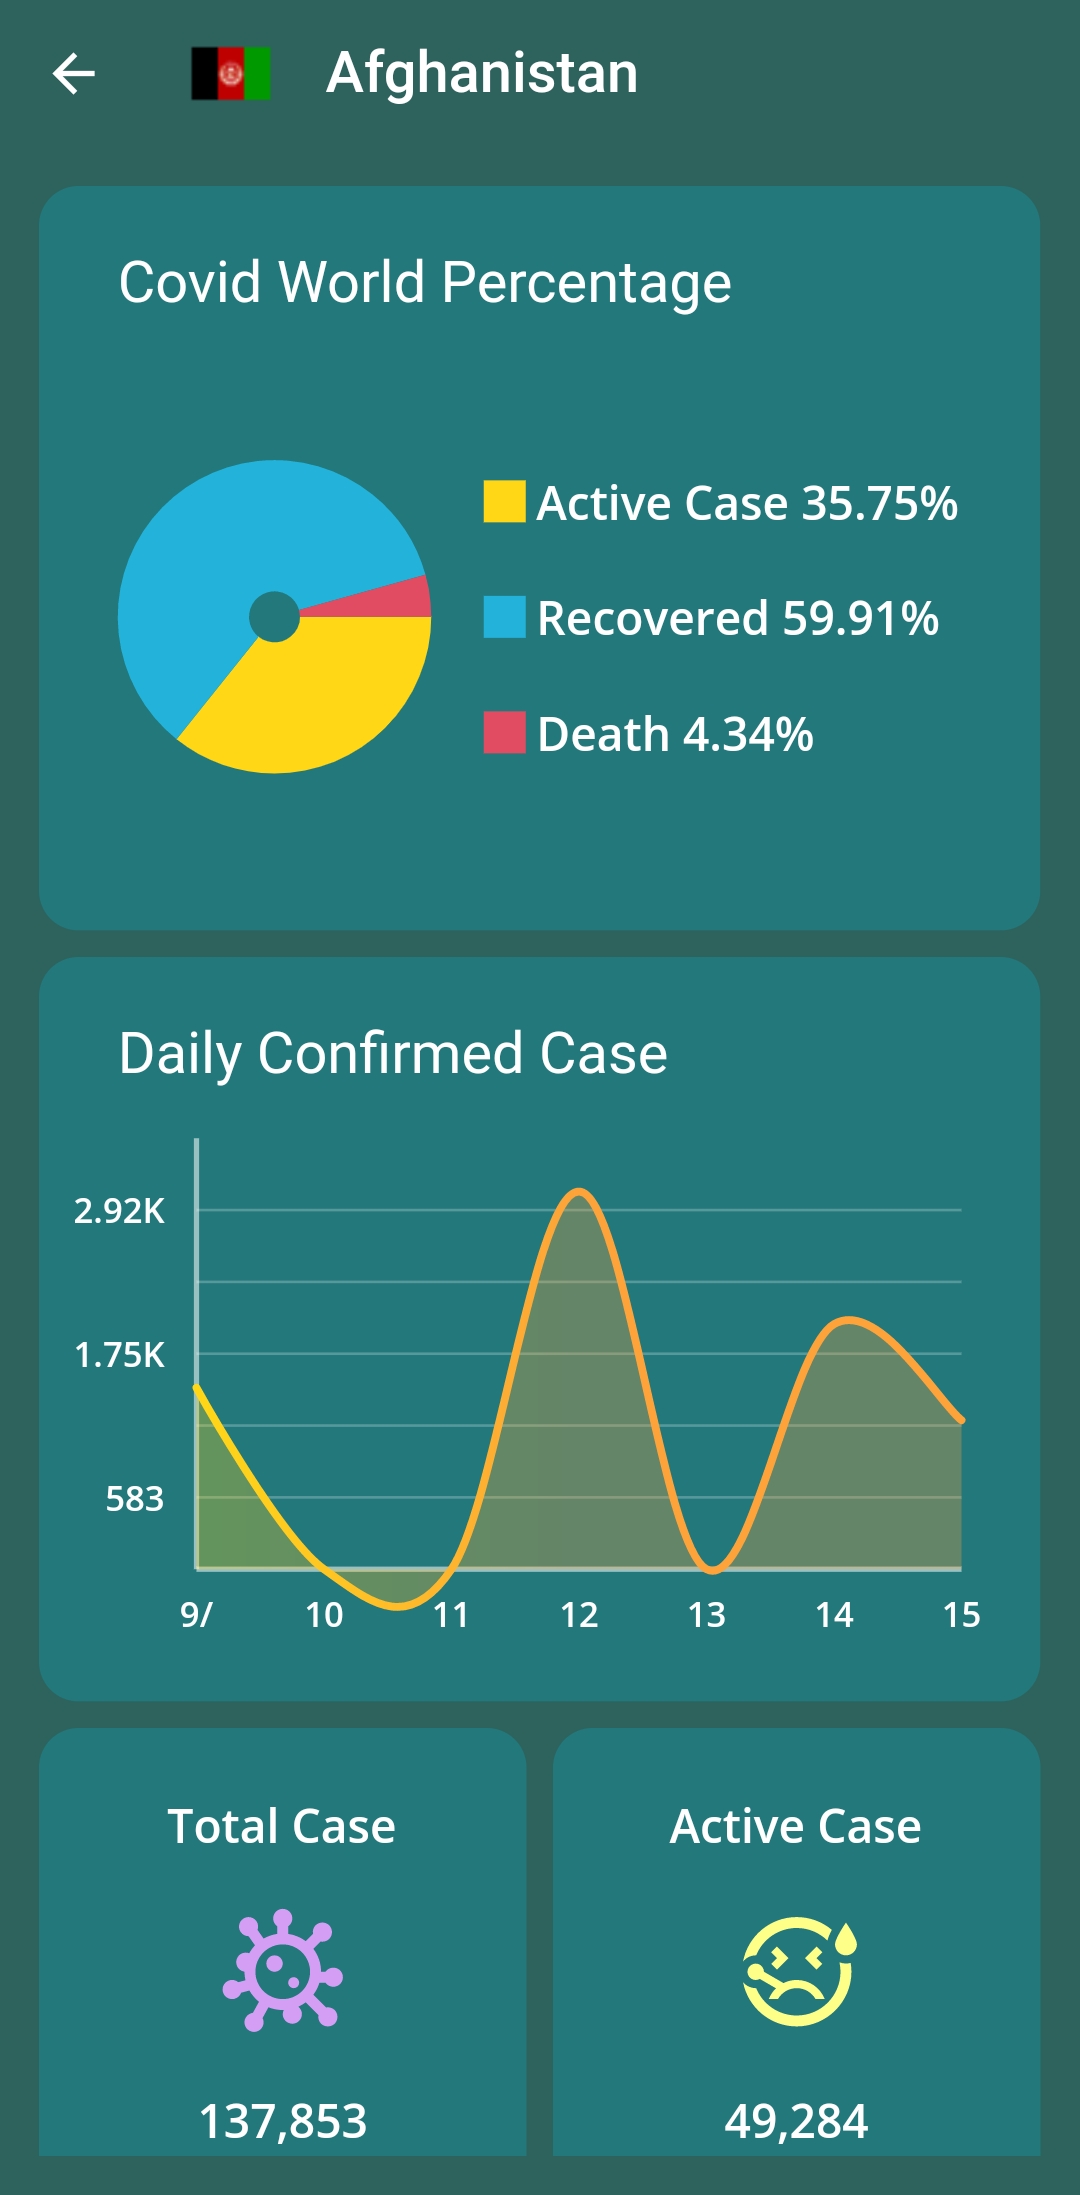 Afghanistan
Covid World Percentage
Active Case 35.75%
Recovered 59.91%
Death 4.34%
Daily Confirmed Case
2.92K
1.75K
583
9/ 10 11 12 13 14 15
Total Case
Active Case
137,853
49,284